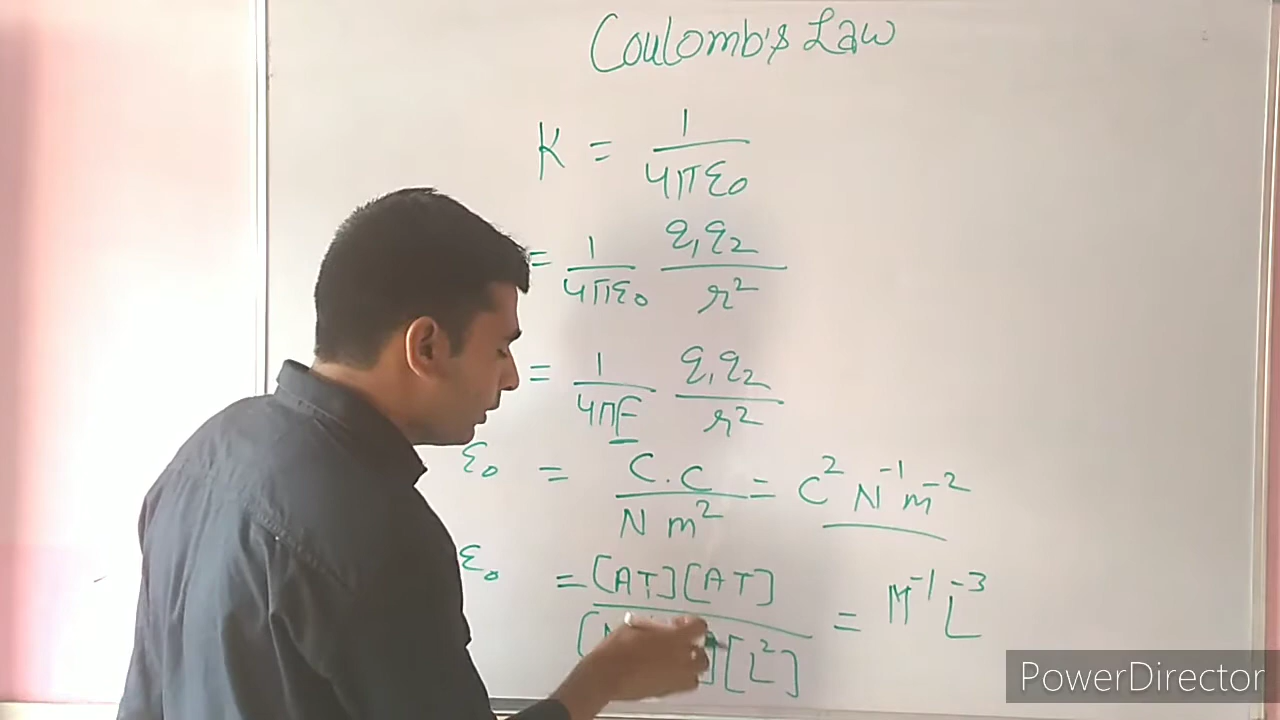 Coulomb's Law
K = 1/4πε₀
= 1/4πε₀ q₁q₂/r²
= 1/4πF q₁q₂/r²
ε₀ = C.C/N m² = C² N⁻¹ m⁻²
ε₀ = [AT][AT]/[ ][L²] = M⁻¹ L⁻³
PowerDirector